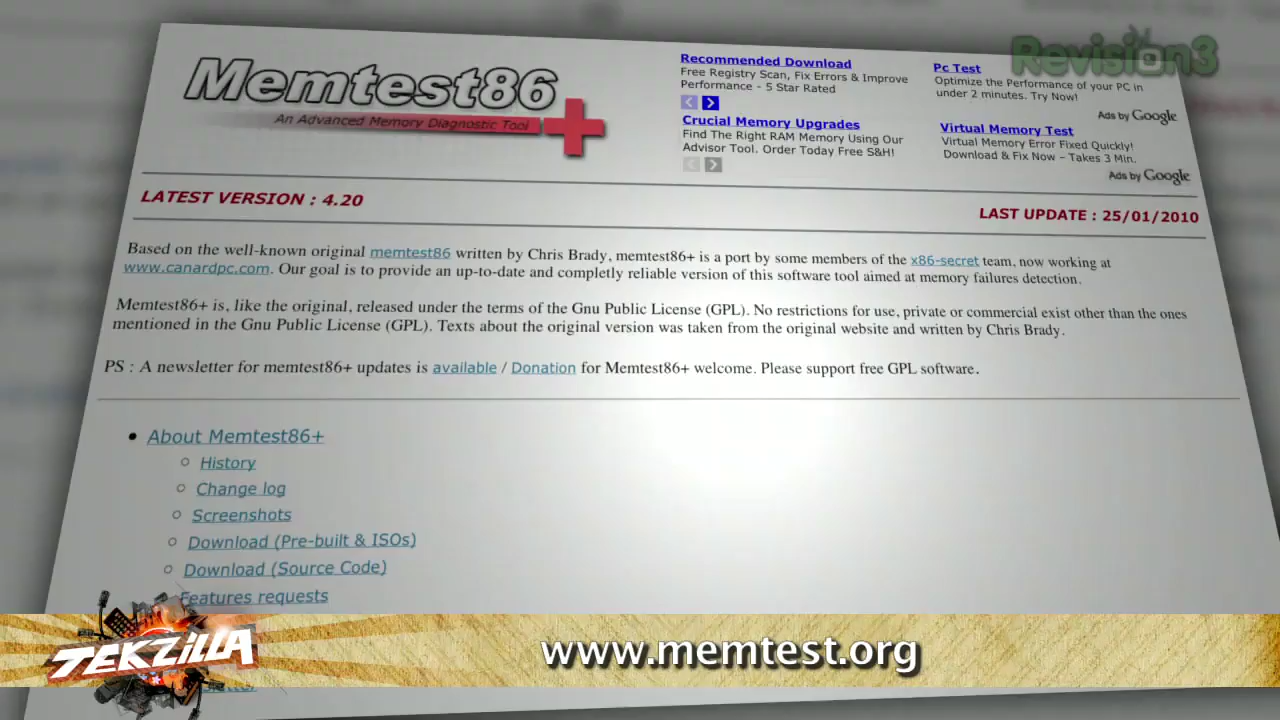 Revision3
Memtest86
+
An Advanced Memory Diagnostic Tool
Recommended Download
Free Registry Scan, Fix Errors & Improve
Performance - 5 Star Rated
Crucial Memory Upgrades
Find The Right RAM Memory Using Our
Advisor Tool. Order Today Free S&H!
Pc Test
Optimize the Performance of your PC in
under 2 minutes. Try Now!
Ads by Google
Virtual Memory Test
Virtual Memory Error Fixed Quickly!
Download & Fix Now – Takes 3 Min.
Ads by Google
LATEST VERSION : 4.20
LAST UPDATE : 25/01/2010
Based on the well-known original memtest86 written by Chris Brady, memtest86+ is a port by some members of the x86-secret team, now working at
www.canardpc.com. Our goal is to provide an up-to-date and completly reliable version of this software tool aimed at memory failures detection.
Memtest86+ is, like the original, released under the terms of the Gnu Public License (GPL). No restrictions for use, private or commercial exist other than the ones
mentioned in the Gnu Public License (GPL). Texts about the original version was taken from the original website and written by Chris Brady.
PS : A newsletter for memtest86+ updates is available / Donation for Memtest86+ welcome. Please support free GPL software.
About Memtest86+
History
Change log
Screenshots
Download (Pre-built & ISOs)
Download (Source Code)
Features requests
TEKZILLA
www.memtest.org